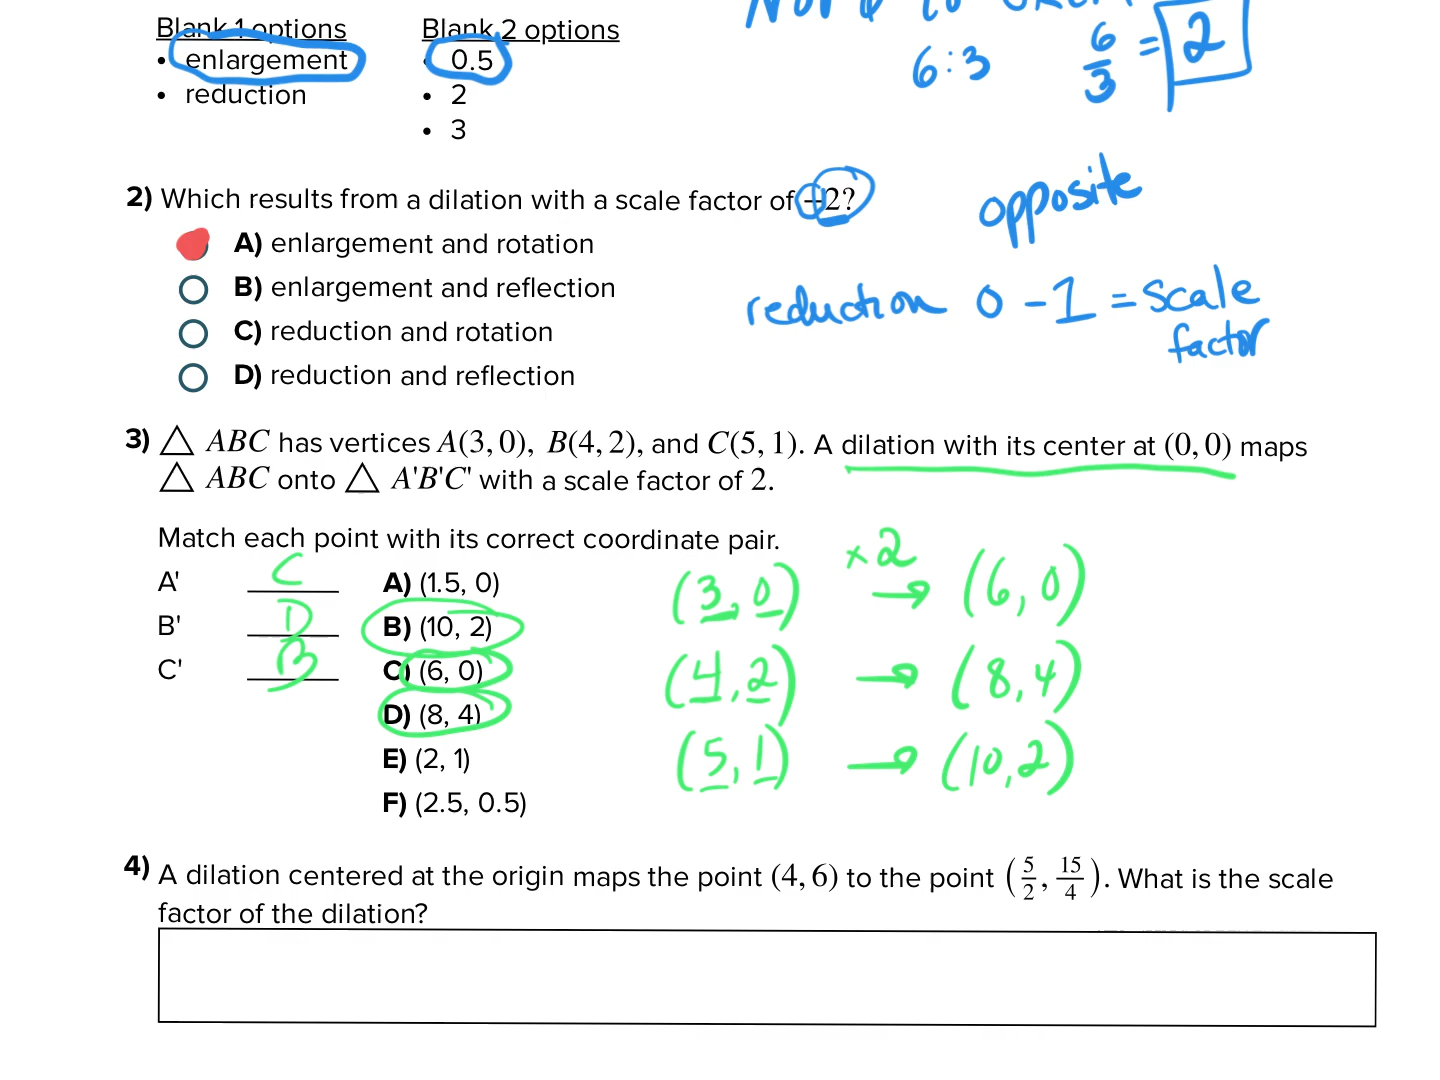 Blank 1 options Blank 2 options
• enlargement 0.5
• reduction • 2
• 3
6:3 6/3 = 2
2) Which results from a dilation with a scale factor of −2?
A) enlargement and rotation
B) enlargement and reflection
C) reduction and rotation
D) reduction and reflection
opposite
reduction 0 - 1 = scale
factor
3) △ ABC has vertices A(3, 0), B(4, 2), and C(5, 1). A dilation with its center at (0, 0) maps
△ ABC onto △ A'B'C' with a scale factor of 2.
Match each point with its correct coordinate pair.
A' C A) (1.5, 0)
B' D B) (10, 2)
C' B C) (6, 0)
D) (8, 4)
E) (2, 1)
F) (2.5, 0.5)
×2
(3, 0) → (6, 0)
(4, 2) → (8, 4)
(5, 1) → (10, 2)
4) A dilation centered at the origin maps the point (4, 6) to the point (5/2, 15/4). What is the scale
factor of the dilation?